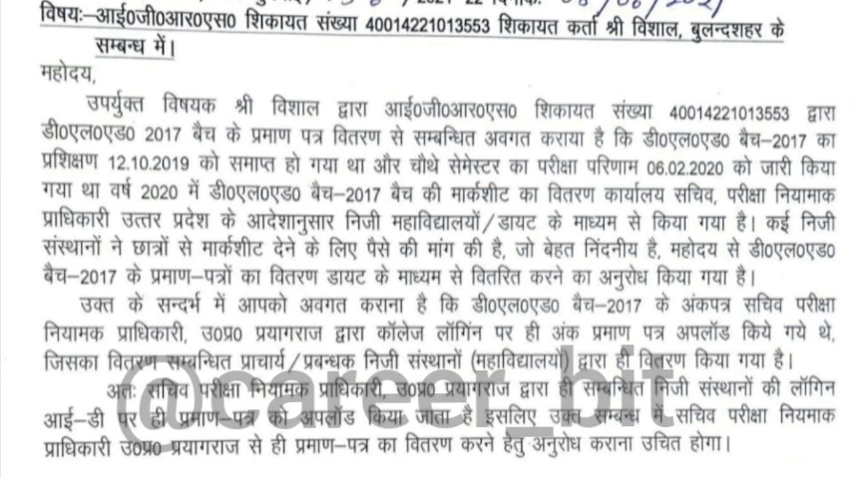 विषयः–आई0जी0आर0एस0 शिकायत संख्या 40014221013553 शिकायत कर्ता श्री विशाल, बुलन्दशहर के
सम्बन्ध में।
महोदय,
उपर्युक्त विषयक श्री विशाल द्वारा आई0जी0आर0एस0 शिकायत संख्या 40014221013553 द्वारा
डी0एल0एड0 2017 बैच के प्रमाण पत्र वितरण से सम्बन्धित अवगत कराया है कि डी0एल0एड0 बैच–2017 का
प्रशिक्षण 12.10.2019 को समाप्त हो गया था और चौथे सेमेस्टर का परीक्षा परिणाम 06.02.2020 को जारी किया
गया था वर्ष 2020 में डी0एल0एड0 बैच–2017 बैच की मार्कशीट का वितरण कार्यालय सचिव, परीक्षा नियामाक
प्राधिकारी उत्तर प्रदेश के आदेशानुसार निजी महाविद्यालयों/डायट के माध्यम से किया गया है। कई निजी
संस्थानों ने छात्रों से मार्कशीट देने के लिए पैसे की मांग की है, जो बेहत निंदनीय है, महोदय से डी0एल0एड0
बैच–2017 के प्रमाण–पत्रों का वितरण डायट के माध्यम से वितरित करने का अनुरोध किया गया है।
उक्त के सन्दर्भ में आपको अवगत कराना है कि डी0एल0एड0 बैच–2017 के अंकपत्र सचिव परीक्षा
नियामक प्राधिकारी, उ0प्र0 प्रयागराज द्वारा कॉलेज लॉगिंन पर ही अंक प्रमाण पत्र अपलॉड किये गये थे,
जिसका वितरण सम्बन्धित प्राचार्य/प्रबन्धक निजी संस्थानों (महाविद्यालयों) द्वारा ही वितरण किया गया है।
अतः सचिव परीक्षा नियामक प्राधिकारी, उ0प्र0 प्रयागराज द्वारा ही सम्बन्धित निजी संस्थानों की लॉगिन
आई–डी पर ही प्रमाण–पत्र को अपलॉड किया जाता है इसलिए उक्त सम्बन्ध में सचिव परीक्षा नियमाक
प्राधिकारी उ0प्र0 प्रयागराज से ही प्रमाण–पत्र का वितरण करने हेतु अनुरोध कराना उचित होगा।
@career_bit